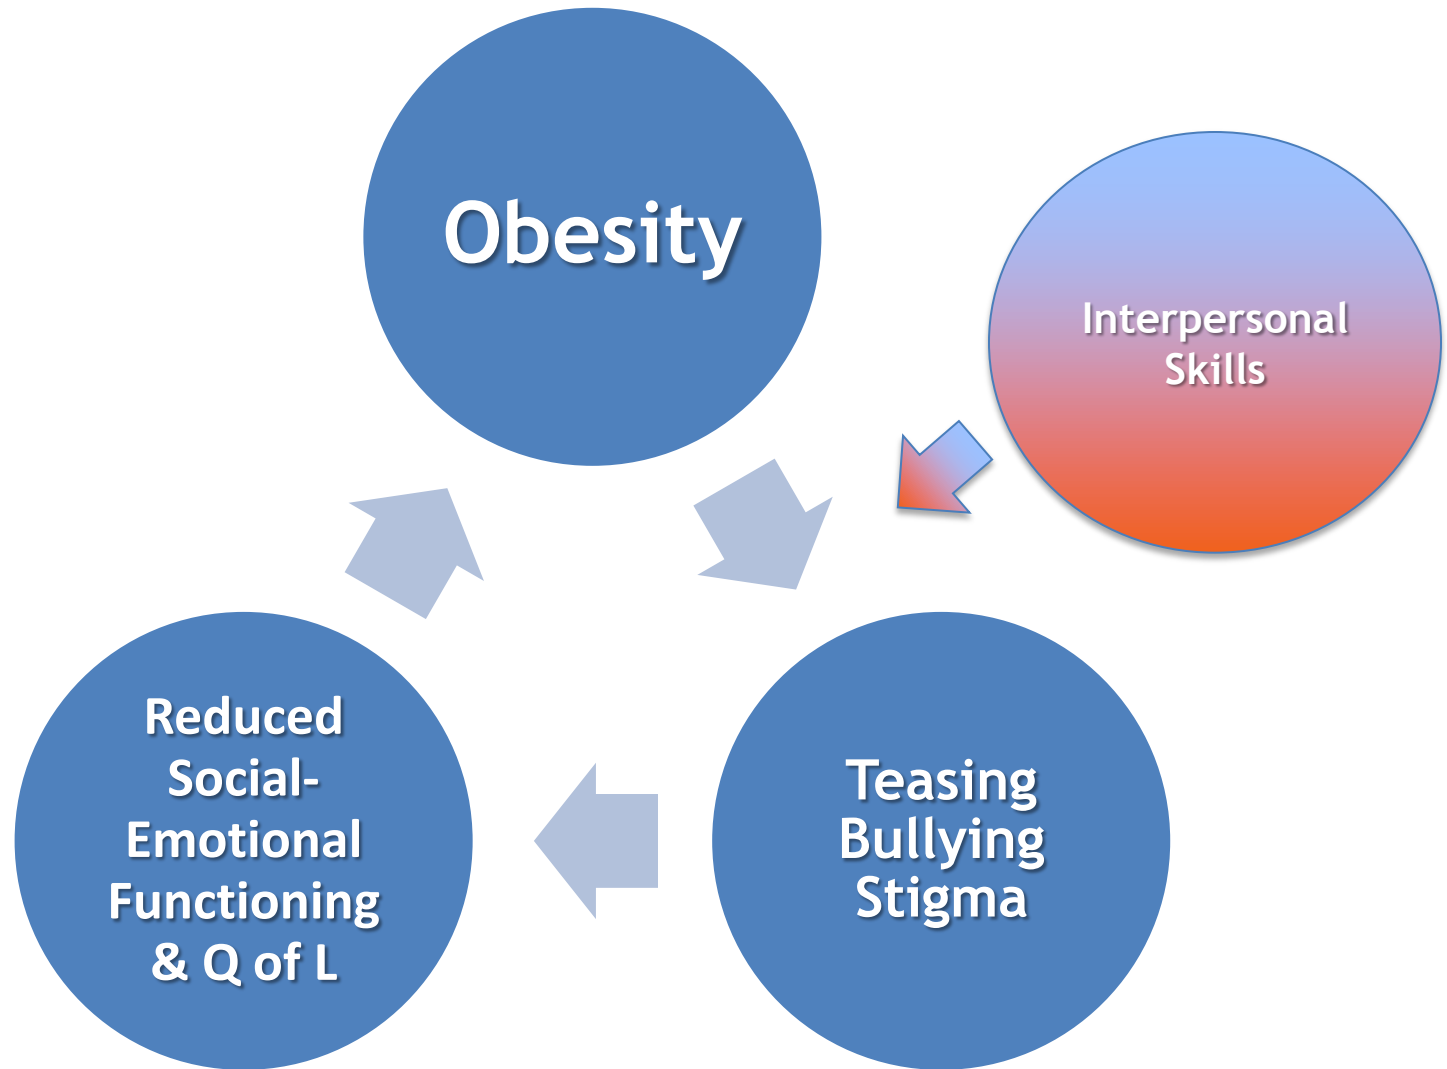 Obesity
Interpersonal
Skills
Teasing
Bullying
Stigma
Reduced
Social-
Emotional
Functioning
& Q of L